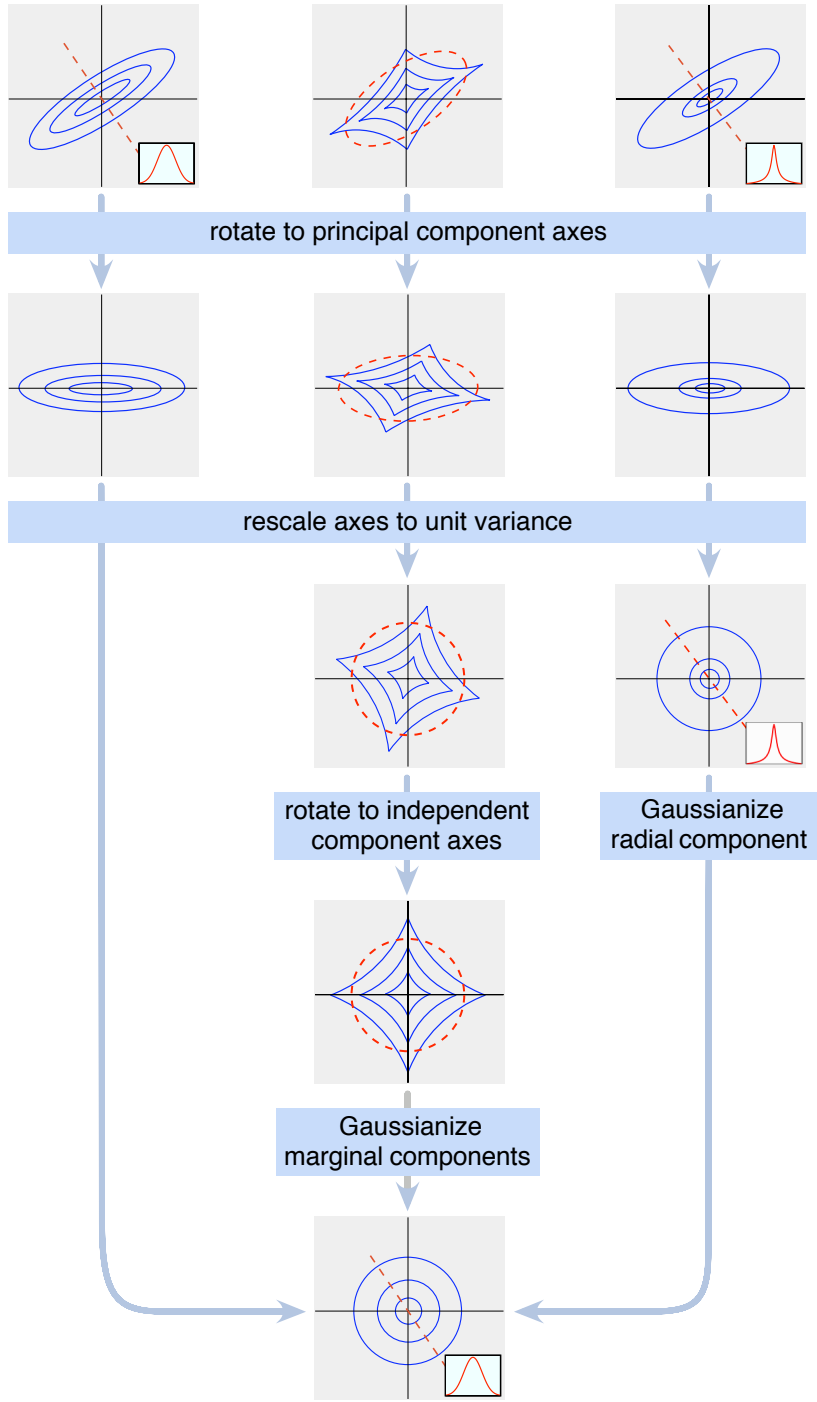 rotate to principal component axes
rescale axes to unit variance
rotate to independent
component axes
Gaussianize
radial component
Gaussianize
marginal components